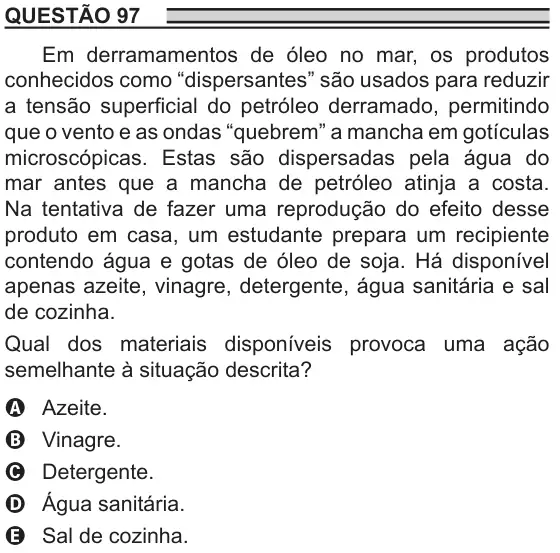 QUESTÃO 97
Em derramamentos de óleo no mar, os produtos
conhecidos como “dispersantes” são usados para reduzir
a tensão superficial do petróleo derramado, permitindo
que o vento e as ondas “quebrem” a mancha em gotículas
microscópicas. Estas são dispersadas pela água do
mar antes que a mancha de petróleo atinja a costa.
Na tentativa de fazer uma reprodução do efeito desse
produto em casa, um estudante prepara um recipiente
contendo água e gotas de óleo de soja. Há disponível
apenas azeite, vinagre, detergente, água sanitária e sal
de cozinha.
Qual dos materiais disponíveis provoca uma ação
semelhante à situação descrita?
A Azeite.
B Vinagre.
C Detergente.
D Água sanitária.
E Sal de cozinha.